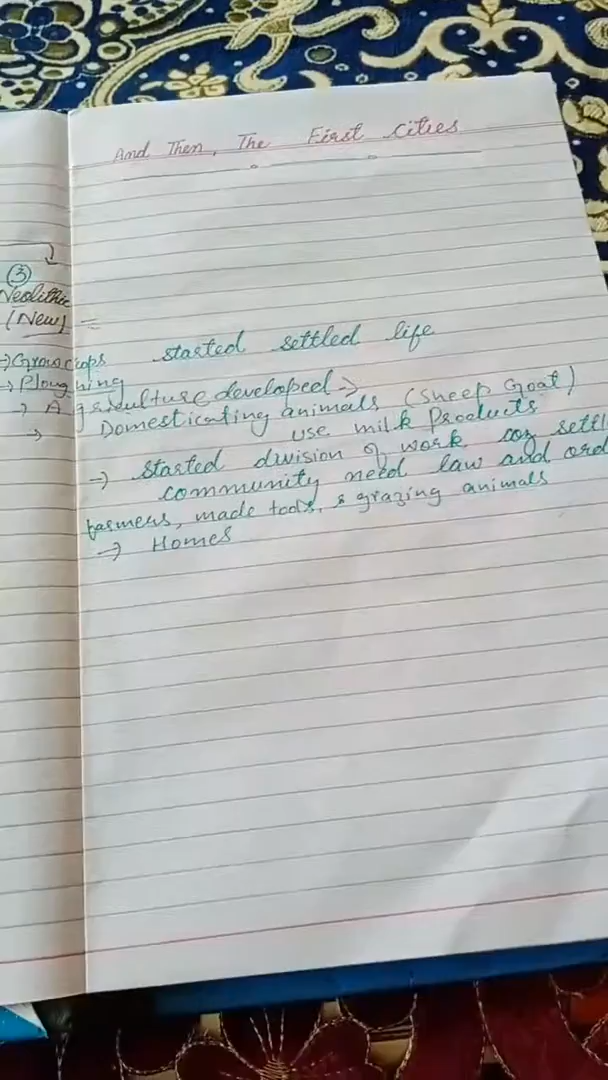 And Then, The First Cities
③
Neolithic
(New) =
→ Grow crops started settled life
→ Ploughing
→ Agriculture developed →
→ Domesticating animals (Sheep Goat)
use milk Products
→ started division of work coz settl
community need law and ord
farmers, made tools, & grazing animals
→ Homes